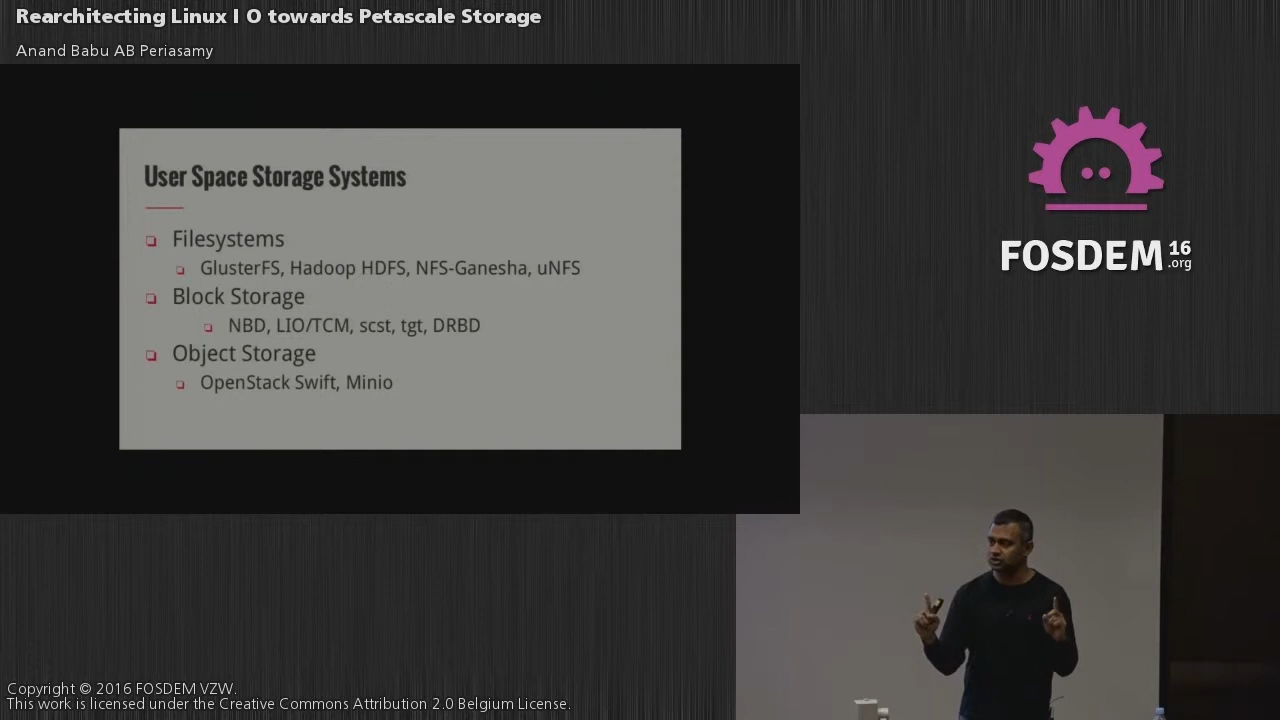 Rearchitecting Linux I O towards Petascale Storage
Anand Babu AB Periasamy
User Space Storage Systems
Filesystems
GlusterFS, Hadoop HDFS, NFS-Ganesha, uNFS
Block Storage
NBD, LIO/TCM, scst, tgt, DRBD
Object Storage
OpenStack Swift, Minio
FOSDEM 16 .org
Copyright © 2016 FOSDEM VZW.
This work is licensed under the Creative Commons Attribution 2.0 Belgium License.